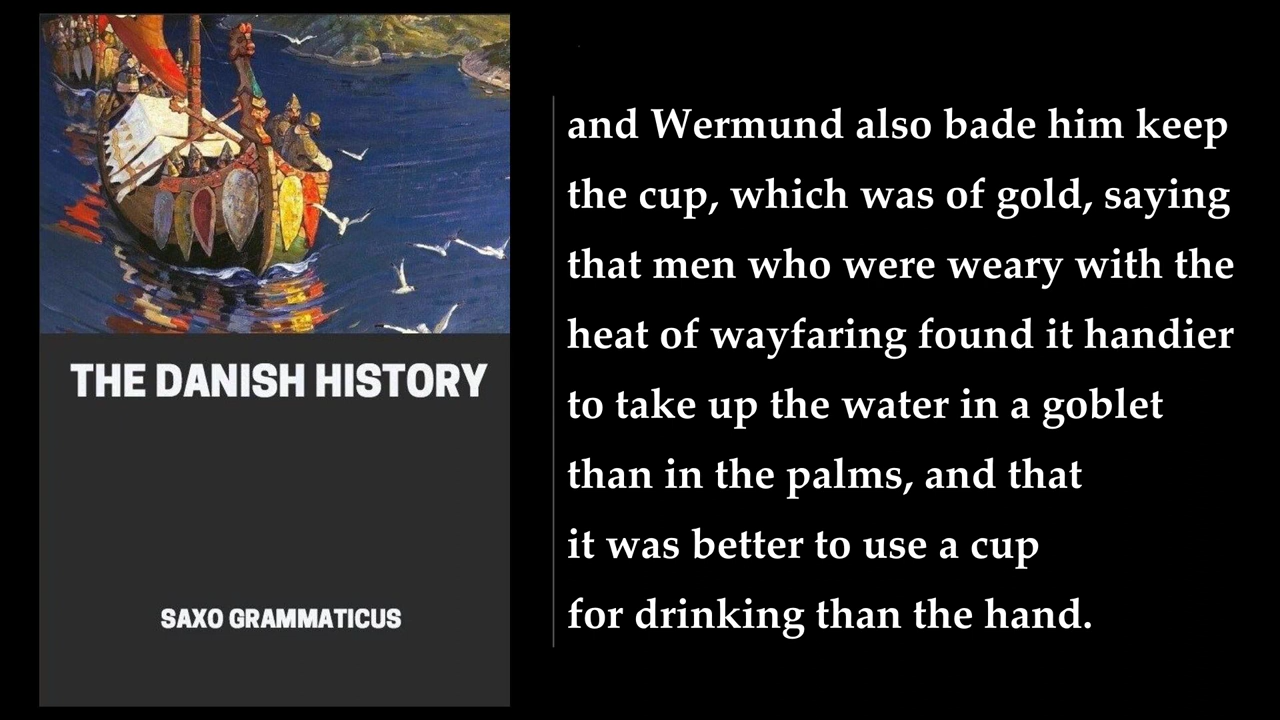 THE DANISH HISTORY
SAXO GRAMMATICUS
and Wermund also bade him keep
the cup, which was of gold, saying
that men who were weary with the
heat of wayfaring found it handier
to take up the water in a goblet
than in the palms, and that
it was better to use a cup
for drinking than the hand.